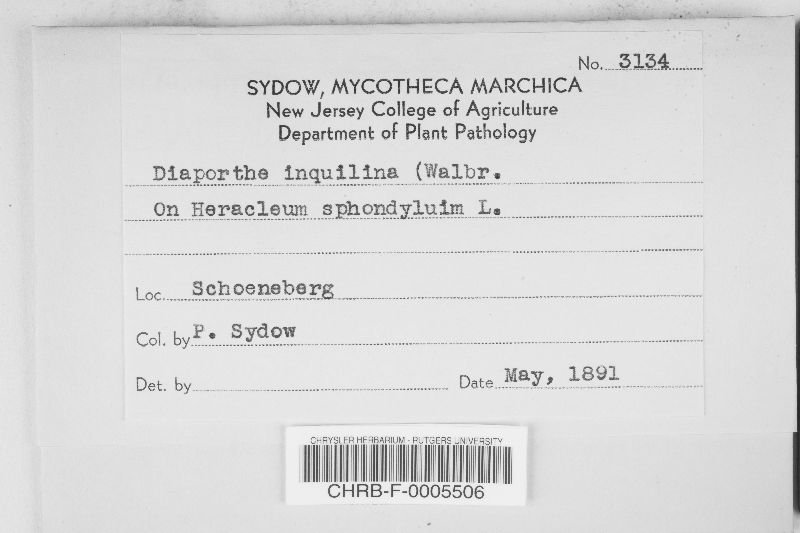 No. 3134
SYDOW, MYCOTHECA MARCHICA
New Jersey College of Agriculture
Department of Plant Pathology
Diaporthe inquilina (Walbr.
On Heracleum sphondyluim L.
Loc. Schoeneberg
Col. by P. Sydow
Det. by Date May, 1891
CHRYSLER HERBARIUM - RUTGERS UNIVERSITY
CHRB-F-0005506